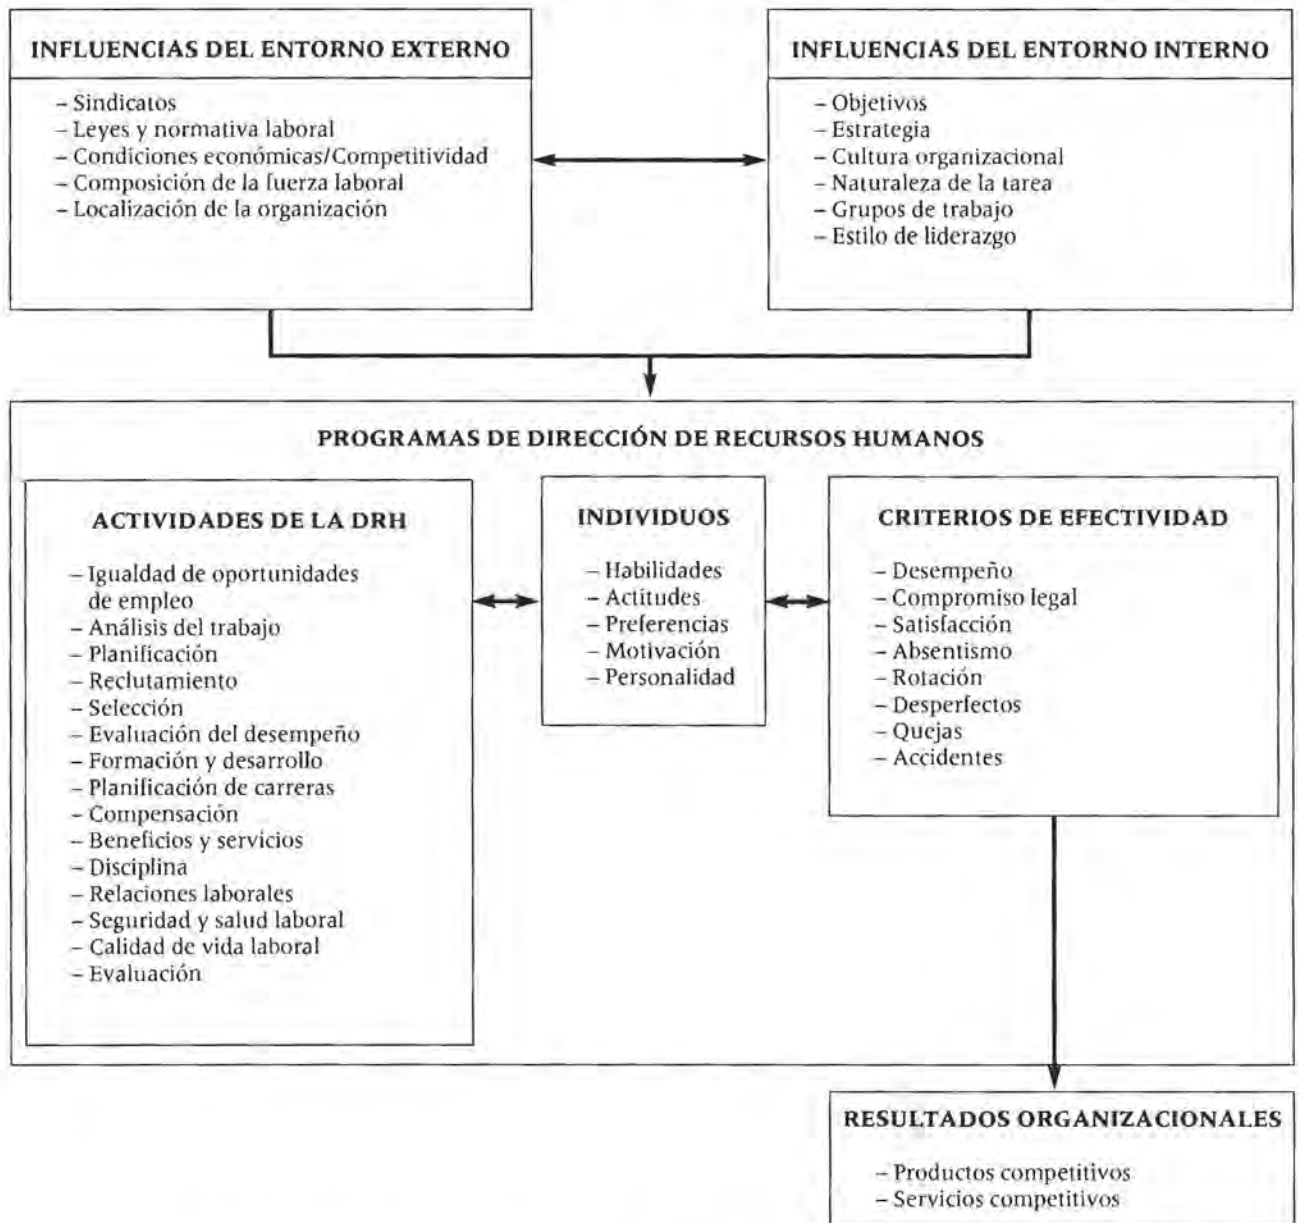 INFLUENCIAS DEL ENTORNO EXTERNO
– Sindicatos
– Leyes y normativa laboral
– Condiciones económicas/Competitividad
– Composición de la fuerza laboral
– Localización de la organización
INFLUENCIAS DEL ENTORNO INTERNO
– Objetivos
– Estrategia
– Cultura organizacional
– Naturaleza de la tarea
– Grupos de trabajo
– Estilo de liderazgo
PROGRAMAS DE DIRECCIÓN DE RECURSOS HUMANOS
ACTIVIDADES DE LA DRH
– Igualdad de oportunidades
de empleo
– Análisis del trabajo
– Planificación
– Reclutamiento
– Selección
– Evaluación del desempeño
– Formación y desarrollo
– Planificación de carreras
– Compensación
– Beneficios y servicios
– Disciplina
– Relaciones laborales
– Seguridad y salud laboral
– Calidad de vida laboral
– Evaluación
INDIVIDUOS
– Habilidades
– Actitudes
– Preferencias
– Motivación
– Personalidad
CRITERIOS DE EFECTIVIDAD
– Desempeño
– Compromiso legal
– Satisfacción
– Absentismo
– Rotación
– Desperfectos
– Quejas
– Accidentes
RESULTADOS ORGANIZACIONALES
– Productos competitivos
– Servicios competitivos